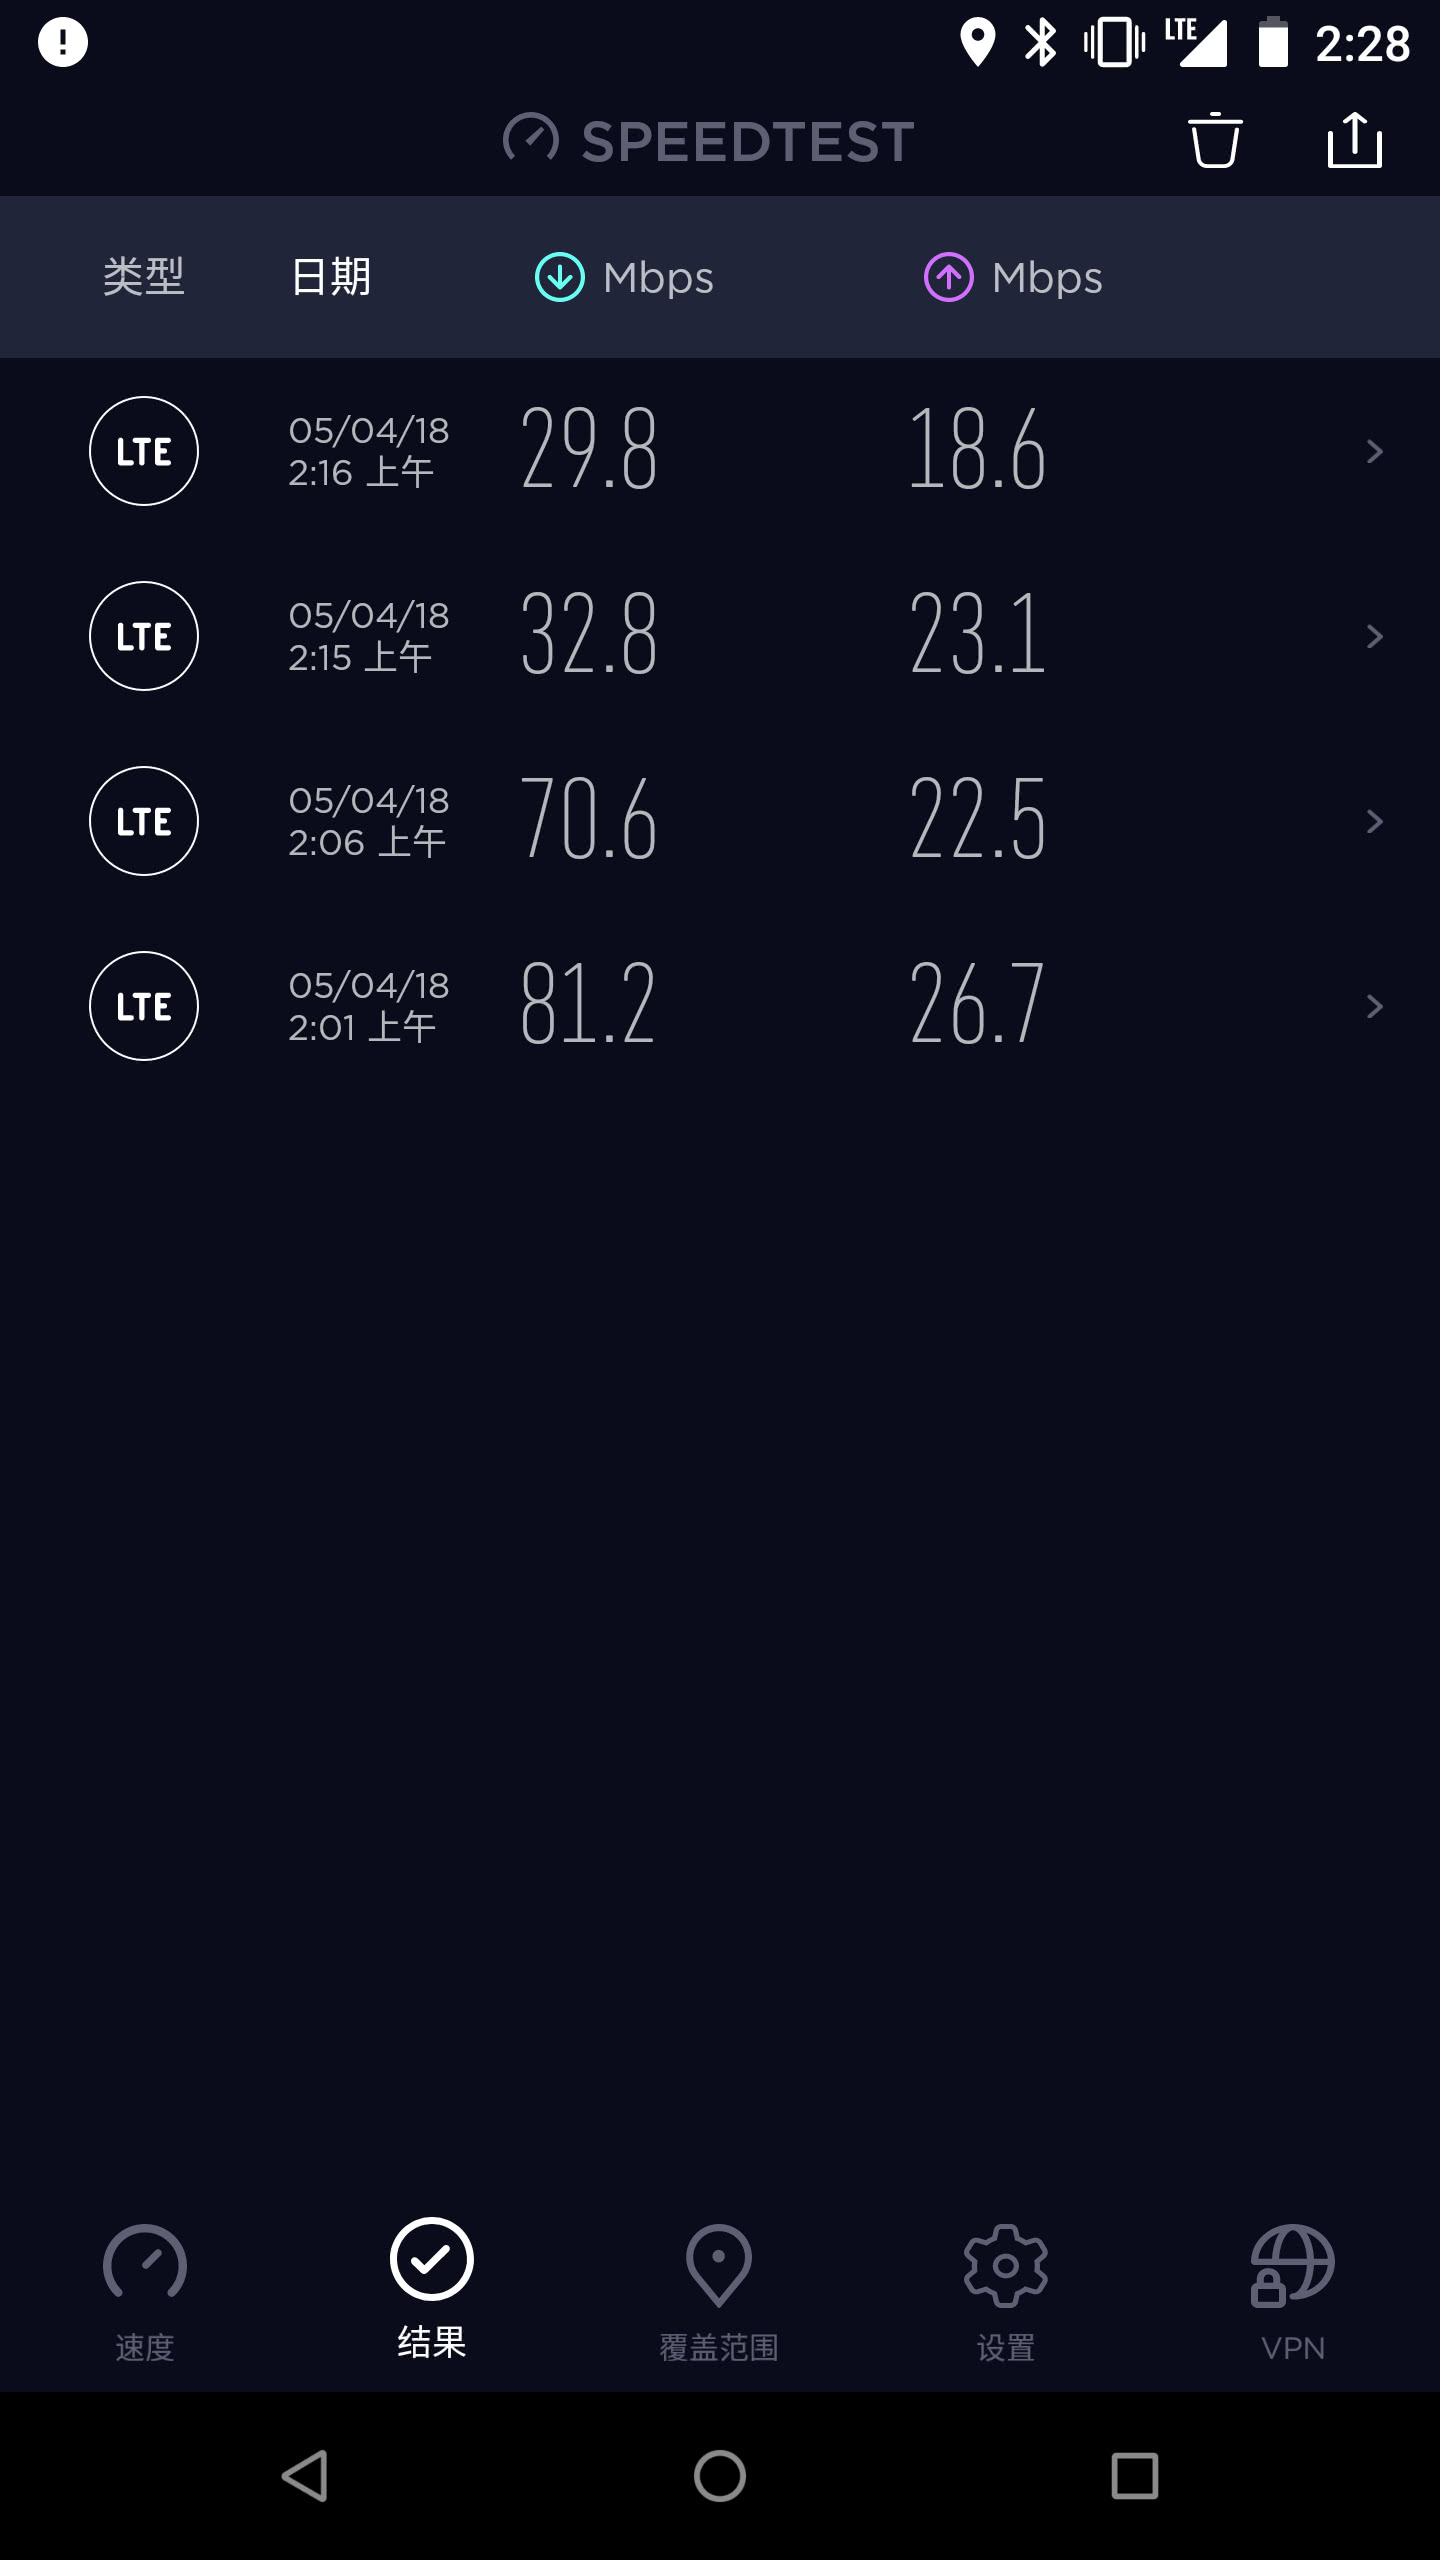 LTE 2:28
SPEEDTEST
类型 日期 Mbps Mbps
LTE 05/04/18 2:16 上午 29.8 18.6
LTE 05/04/18 2:15 上午 32.8 23.1
LTE 05/04/18 2:06 上午 70.6 22.5
LTE 05/04/18 2:01 上午 81.2 26.7
速度 结果 覆盖范围 设置 VPN